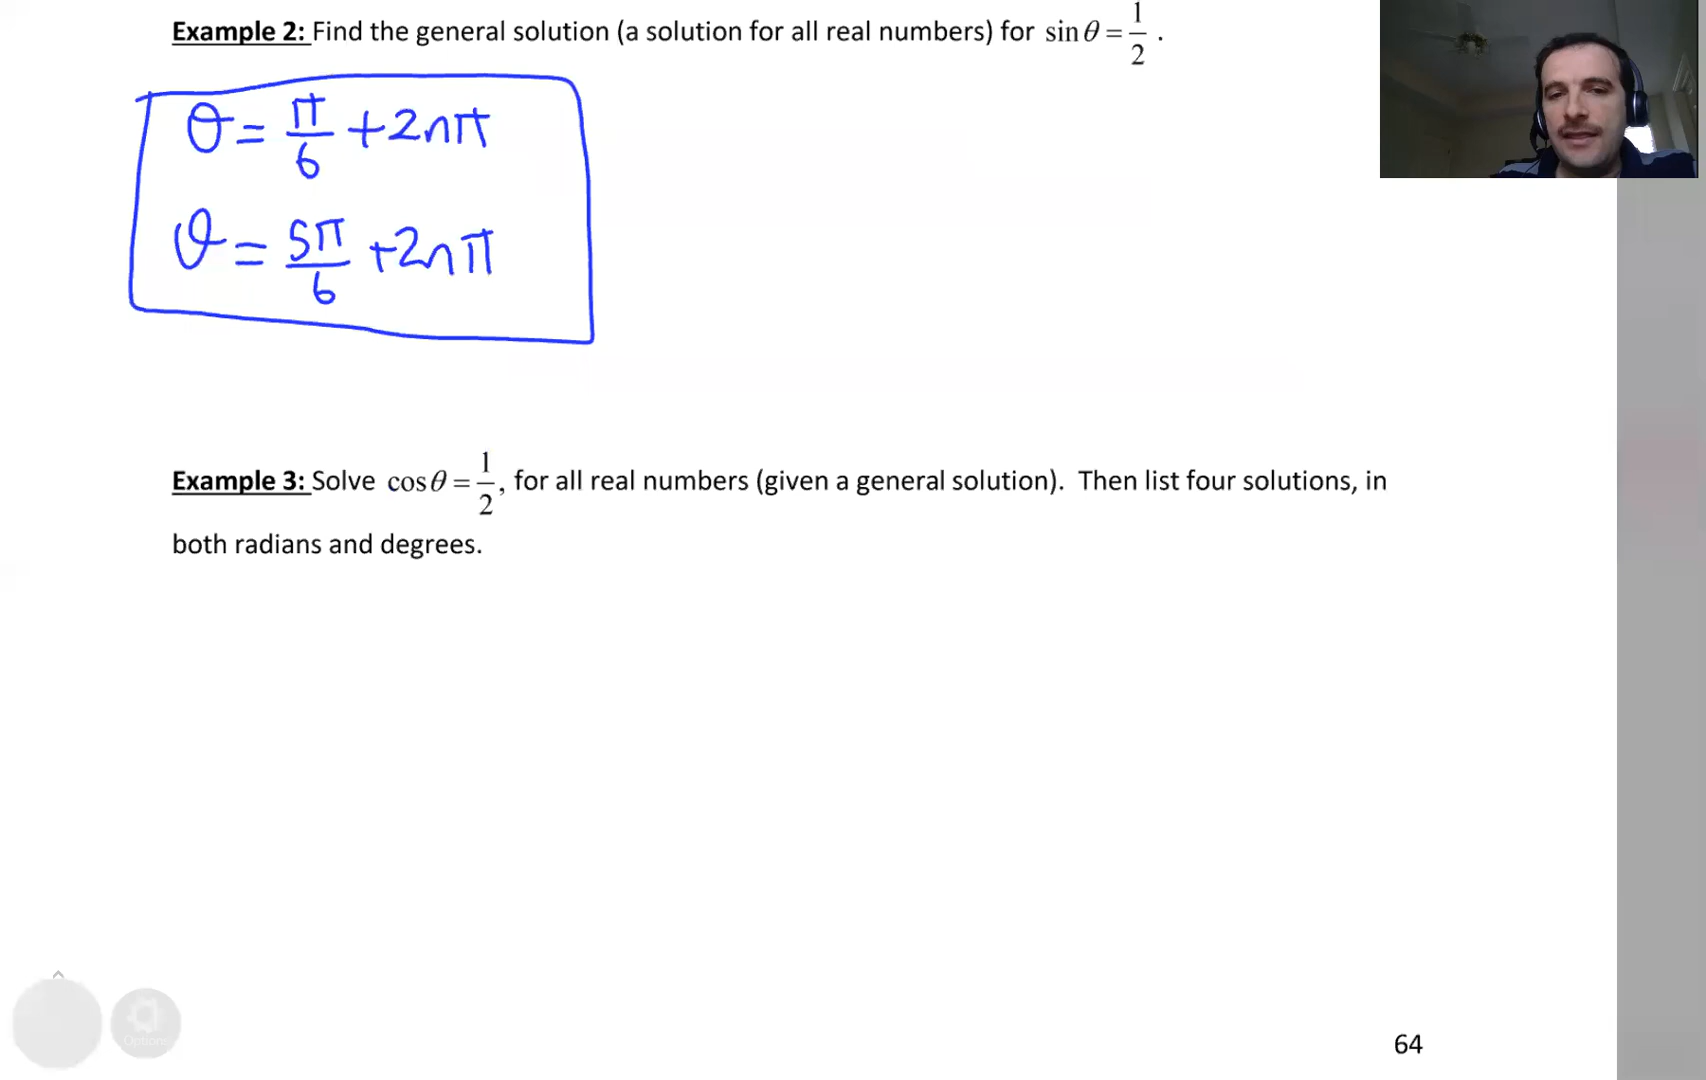 Example 2: Find the general solution (a solution for all real numbers) for sin θ = 1/2 .
θ = π/6 + 2nπ
θ = 5π/6 + 2nπ
Example 3: Solve cos θ = 1/2, for all real numbers (given a general solution). Then list four solutions, in
both radians and degrees.
Options
64